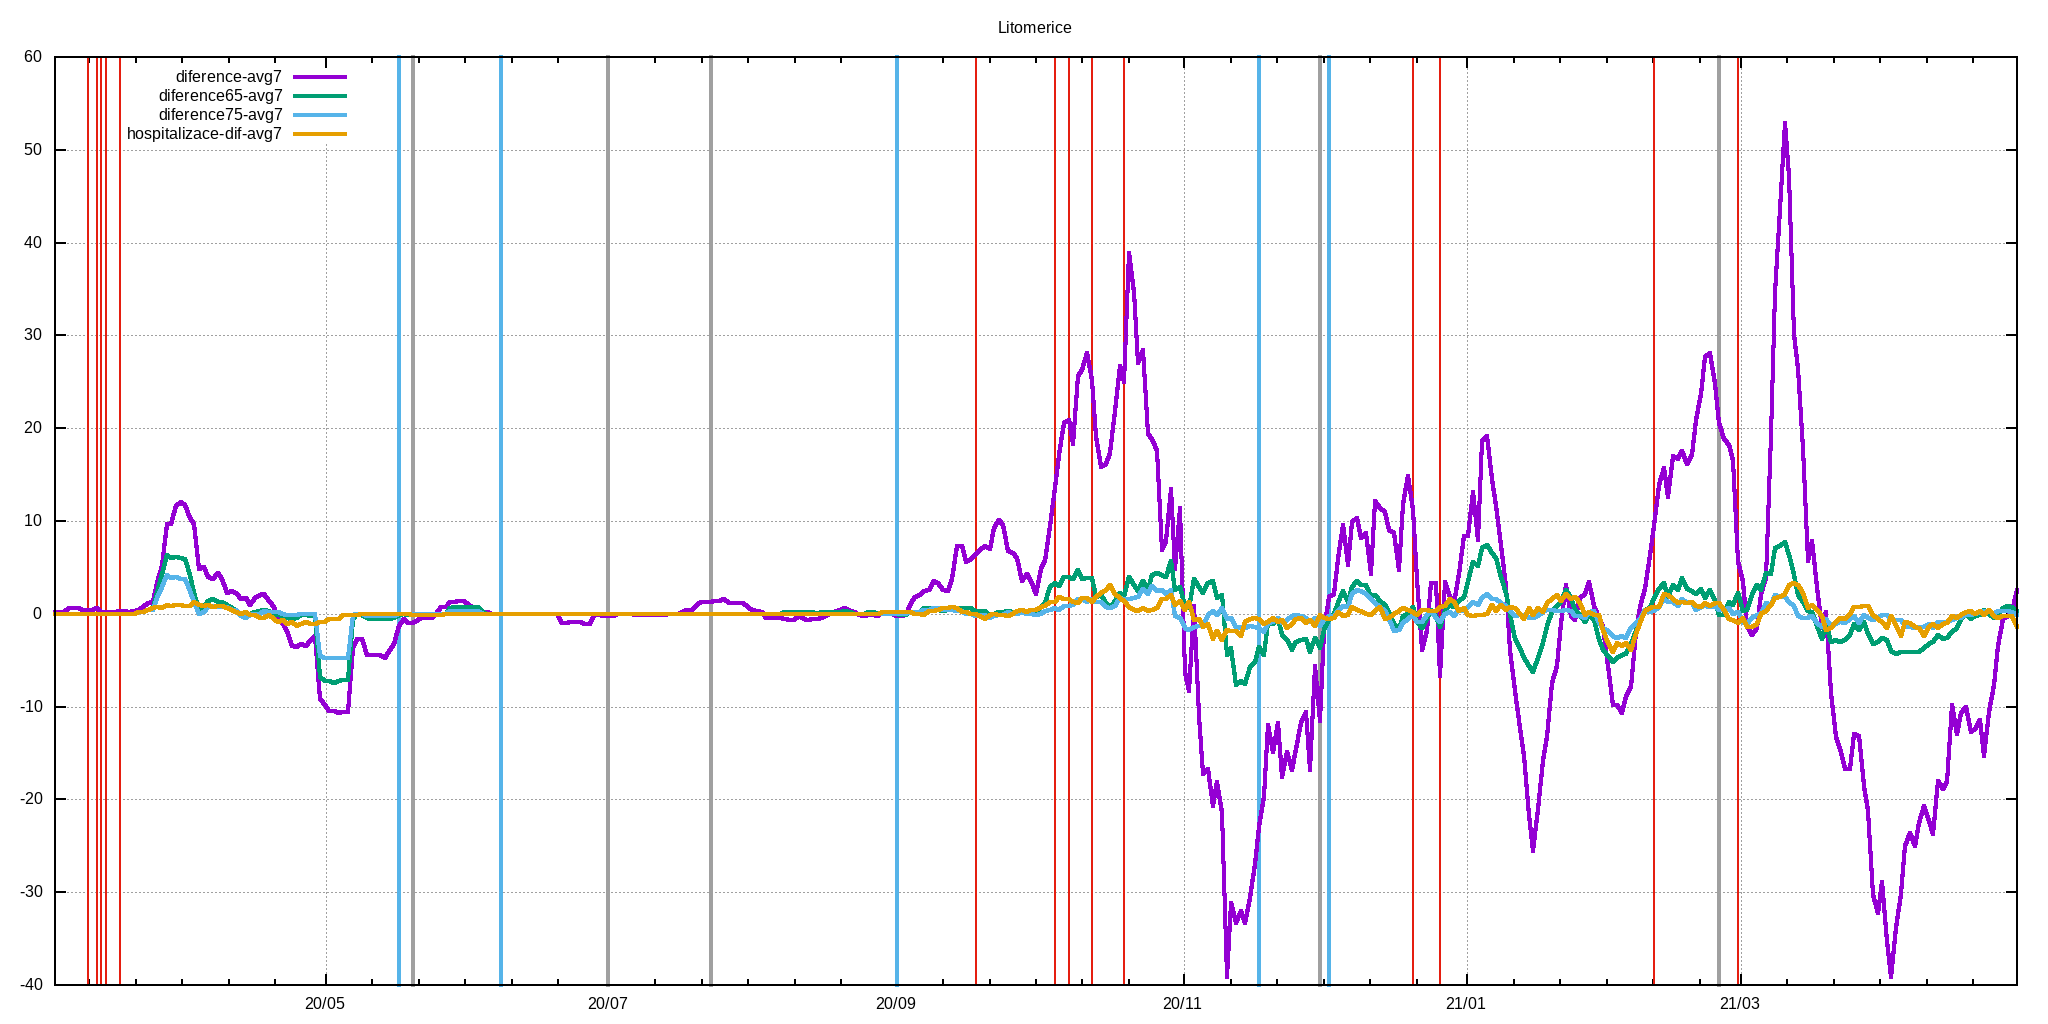 Litomerice
60
50
40
30
20
10
0
-10
-20
-30
-40
diference-avg7
diference65-avg7
diference75-avg7
hospitalizace-dif-avg7
20/05 20/07 20/09 20/11 21/01 21/03